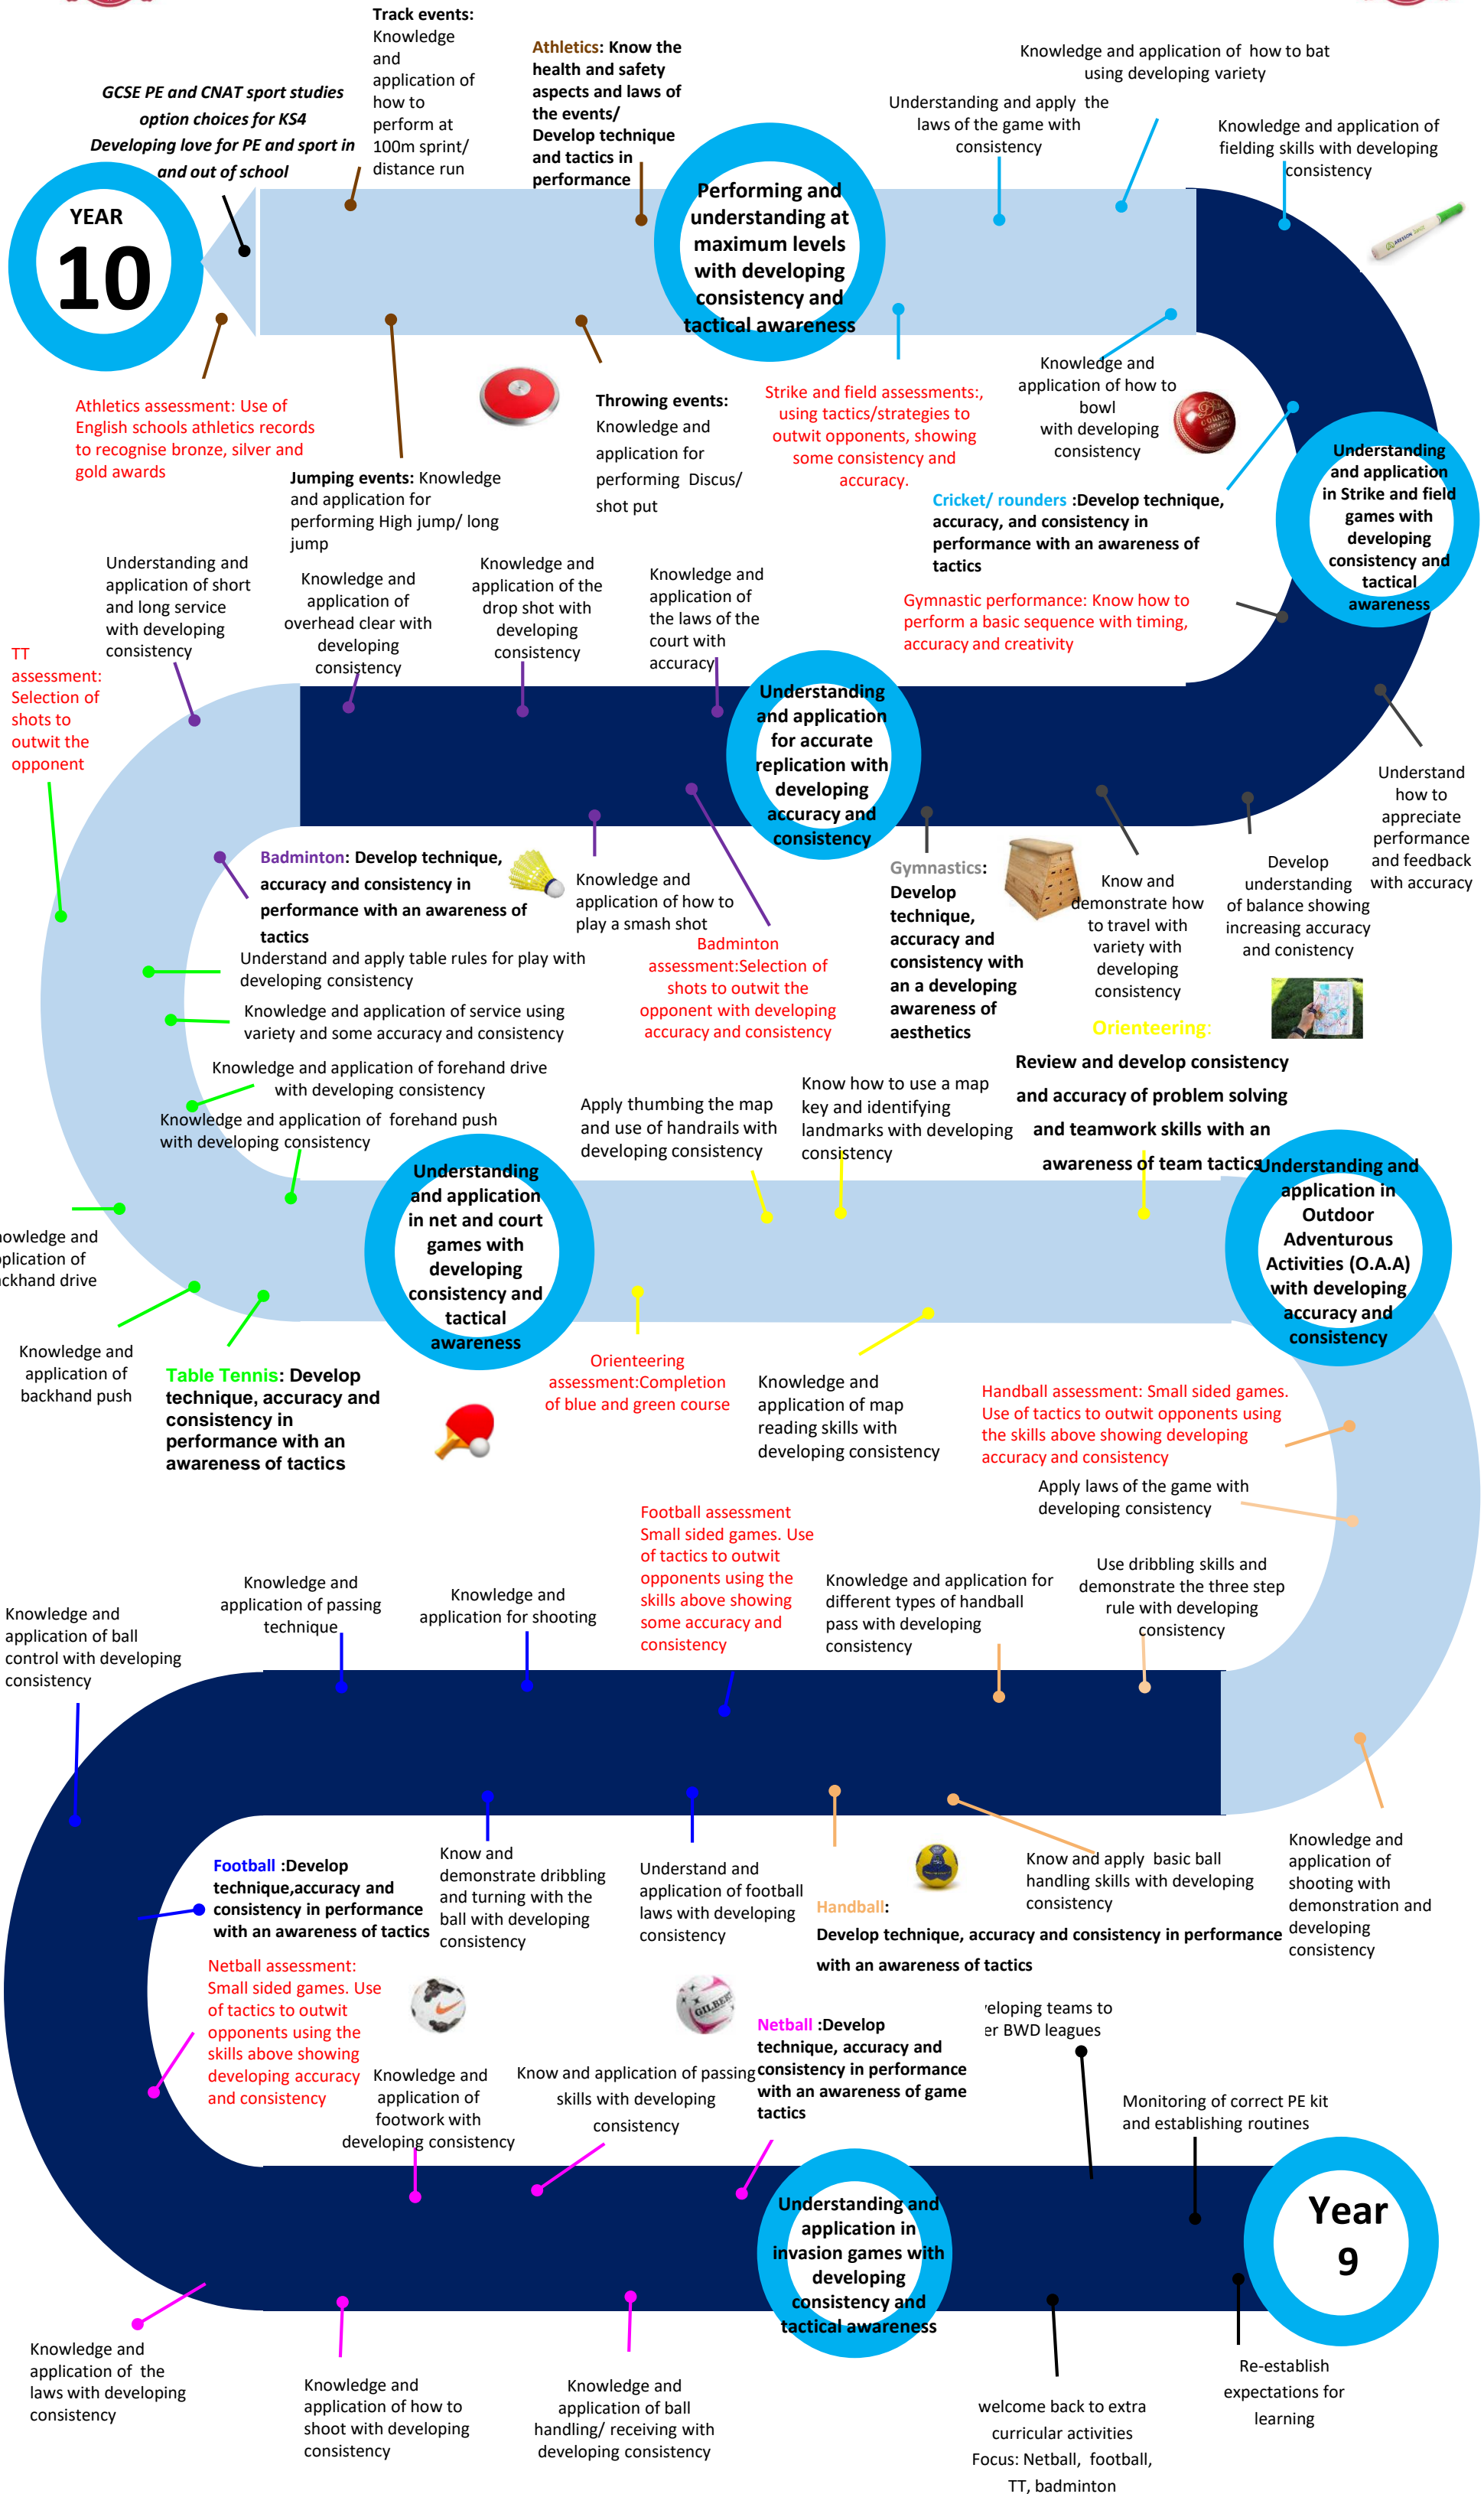 Track events:
Knowledge
and
application of
how to
perform at
100m sprint/
distance run
Athletics: Know the
health and safety
aspects and laws of
the events/
Develop technique
and tactics in
performance
Knowledge and application of how to bat
using developing variety
GCSE PE and CNAT sport studies
option choices for KS4
Developing love for PE and sport in
and out of school
Understanding and apply the
laws of the game with
consistency
Knowledge and application of
fielding skills with developing
consistency
YEAR
10
Performing and
understanding at
maximum levels
with developing
consistency and
tactical awareness
Athletics assessment: Use of
English schools athletics records
to recognise bronze, silver and
gold awards
Jumping events: Knowledge
and application for
performing High jump/ long
jump
Throwing events:
Knowledge and
application for
performing Discus/
shot put
Strike and field assessments:,
using tactics/strategies to
outwit opponents, showing
some consistency and
accuracy.
Knowledge and
application of how to
bowl
with developing
consistency
Cricket/ rounders :Develop technique,
accuracy, and consistency in
performance with an awareness of
tactics
Understanding
and application
in Strike and field
games with
developing
consistency and
tactical
awareness
Gymnastic performance: Know how to
perform a basic sequence with timing,
accuracy and creativity
Understanding and
application of short
and long service
with developing
consistency
Knowledge and
application of
overhead clear with
developing
consistency
Knowledge and
application of the
drop shot with
developing
consistency
Knowledge and
application of
the laws of the
court with
accuracy
TT
assessment:
Selection of
shots to
outwit the
opponent
Understanding
and application
for accurate
replication with
developing
accuracy and
consistency
Understand
how to
appreciate
performance
and feedback
with accuracy
Badminton: Develop technique,
accuracy and consistency in
performance with an awareness of
tactics
Knowledge and
application of how to
play a smash shot
Badminton
assessment:Selection of
shots to outwit the
opponent with developing
accuracy and consistency
Gymnastics:
Develop
technique,
accuracy and
consistency with
an a developing
awareness of
aesthetics
Know and
demonstrate how
to travel with
variety with
developing
consistency
Develop
understanding
of balance showing
increasing accuracy
and conistency
Understand and apply table rules for play with
developing consistency
Knowledge and application of service using
variety and some accuracy and consistency
Knowledge and application of forehand drive
with developing consistency
Knowledge and application of forehand push
with developing consistency
Orienteering:
Review and develop consistency
and accuracy of problem solving
and teamwork skills with an
awareness of team tactics
Apply thumbing the map
and use of handrails with
developing consistency
Know how to use a map
key and identifying
landmarks with developing
consistency
Understanding
and application
in net and court
games with
developing
consistency and
tactical
awareness
Understanding and
application in
Outdoor
Adventurous
Activities (O.A.A)
with developing
accuracy and
consistency
nowledge and
plication of
ckhand drive
Knowledge and
application of
backhand push
Table Tennis: Develop
technique, accuracy and
consistency in
performance with an
awareness of tactics
Orienteering
assessment:Completion
of blue and green course
Knowledge and
application of map
reading skills with
developing consistency
Handball assessment: Small sided games.
Use of tactics to outwit opponents using
the skills above showing developing
accuracy and consistency
Apply laws of the game with
developing consistency
Football assessment
Small sided games. Use
of tactics to outwit
opponents using the
skills above showing
some accuracy and
consistency
Knowledge and application for
different types of handball
pass with developing
consistency
Use dribbling skills and
demonstrate the three step
rule with developing
consistency
Knowledge and
application of ball
control with developing
consistency
Knowledge and
application of passing
technique
Knowledge and
application for shooting
Football :Develop
technique,accuracy and
consistency in performance
with an awareness of tactics
Know and
demonstrate dribbling
and turning with the
ball with developing
consistency
Understand and
application of football
laws with developing
consistency
Handball:
Develop technique, accuracy and consistency in performance
with an awareness of tactics
Know and apply basic ball
handling skills with developing
consistency
Knowledge and
application of
shooting with
demonstration and
developing
consistency
Netball assessment:
Small sided games. Use
of tactics to outwit
opponents using the
skills above showing
developing accuracy
and consistency
GILBERT
Knowledge and
application of
footwork with
developing consistency
Know and application of passing
skills with developing
consistency
Netball :Develop
technique, accuracy and
consistency in performance
with an awareness of game
tactics
veloping teams to
er BWD leagues
Monitoring of correct PE kit
and establishing routines
Understanding and
application in
invasion games with
developing
consistency and
tactical awareness
Year
9
Knowledge and
application of the
laws with developing
consistency
Knowledge and
application of how to
shoot with developing
consistency
Knowledge and
application of ball
handling/ receiving with
developing consistency
welcome back to extra
curricular activities
Focus: Netball, football,
TT, badminton
Re-establish
expectations for
learning